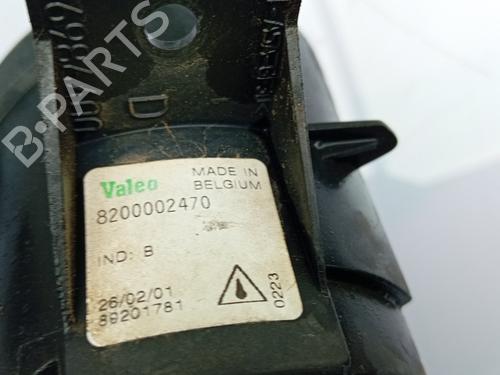 B-PARTS
D
Valeo
MADE IN
BELGIUM
8200002470
IND: B
26/02/01
89201781
0223